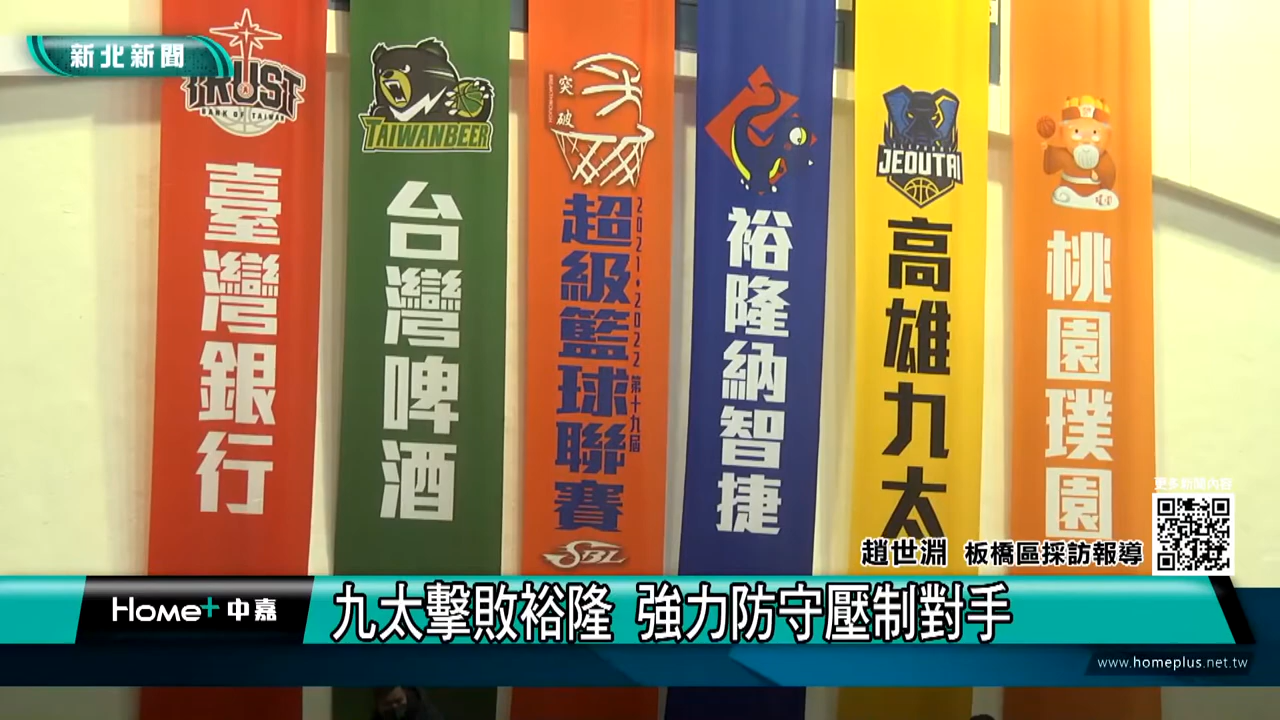 新北新聞
TRUST
BANK OF TAIWAN
臺灣銀行
TAIWANBEER
台灣啤酒
突破
BREAKTHROUGH
超級籃球聯賽
2021•2022 第十九屆
SBL
裕隆納智捷
JEOUTAI
高雄九太
桃園璞園
更多新聞內容
趙世淵 板橋區採訪報導
Home+ 中嘉
九太擊敗裕隆 強力防守壓制對手
www.homeplus.net.tw